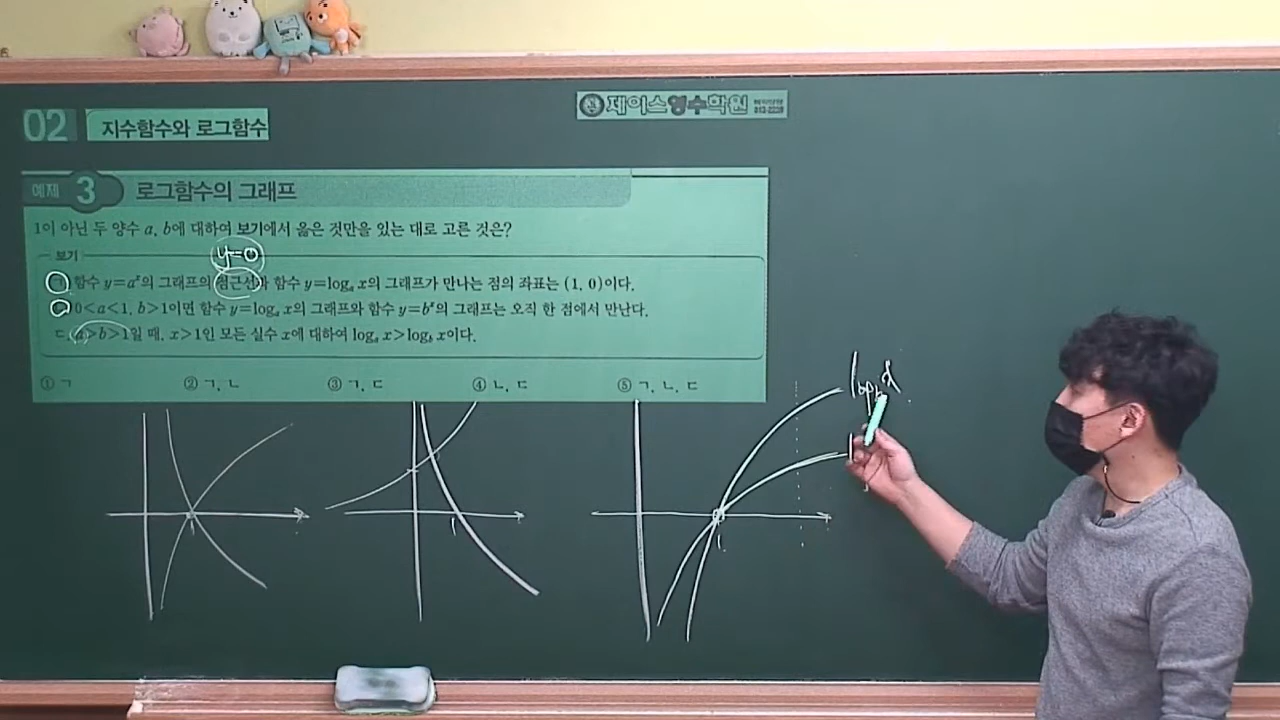 02 지수함수와 로그함수
제이스영수학원
예제 3 로그함수의 그래프
1이 아닌 두 양수 a, b에 대하여 보기에서 옳은 것만을 있는 대로 고른 것은?
y=0
보기
ㄱ. 함수 y=aˣ의 그래프의 점근선과 함수 y=logₐ x의 그래프가 만나는 점의 좌표는 (1, 0)이다.
ㄴ. 0<a<1, b>1이면 함수 y=logₐ x의 그래프와 함수 y=bˣ의 그래프는 오직 한 점에서 만난다.
ㄷ. a>b>1일 때, x>1인 모든 실수 x에 대하여 logₐ x>log_b x이다.
① ㄱ ② ㄱ, ㄴ ③ ㄱ, ㄷ ④ ㄴ, ㄷ ⑤ ㄱ, ㄴ, ㄷ
log_b x
1
1